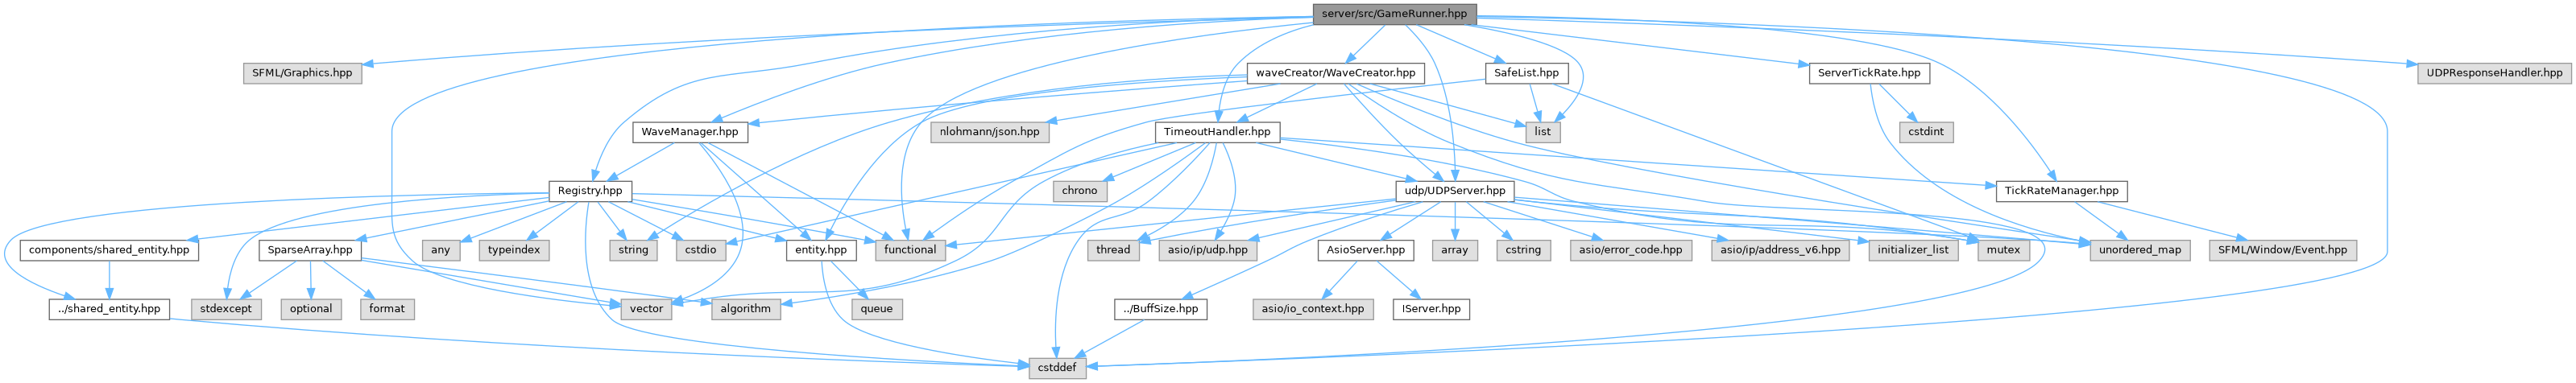 server/src/GameRunner.hpp
SFML/Graphics.hpp
waveCreator/WaveCreator.hpp
SafeList.hpp
ServerTickRate.hpp
UDPResponseHandler.hpp
WaveManager.hpp
nlohmann/json.hpp
TimeoutHandler.hpp
list
cstdint
Registry.hpp
chrono
udp/UDPServer.hpp
TickRateManager.hpp
components/shared_entity.hpp
SparseArray.hpp
any
typeindex
string
cstdio
entity.hpp
functional
thread
asio/ip/udp.hpp
AsioServer.hpp
array
cstring
asio/error_code.hpp
asio/ip/address_v6.hpp
initializer_list
mutex
unordered_map
SFML/Window/Event.hpp
../shared_entity.hpp
stdexcept
optional
format
vector
algorithm
queue
../BuffSize.hpp
asio/io_context.hpp
IServer.hpp
cstddef